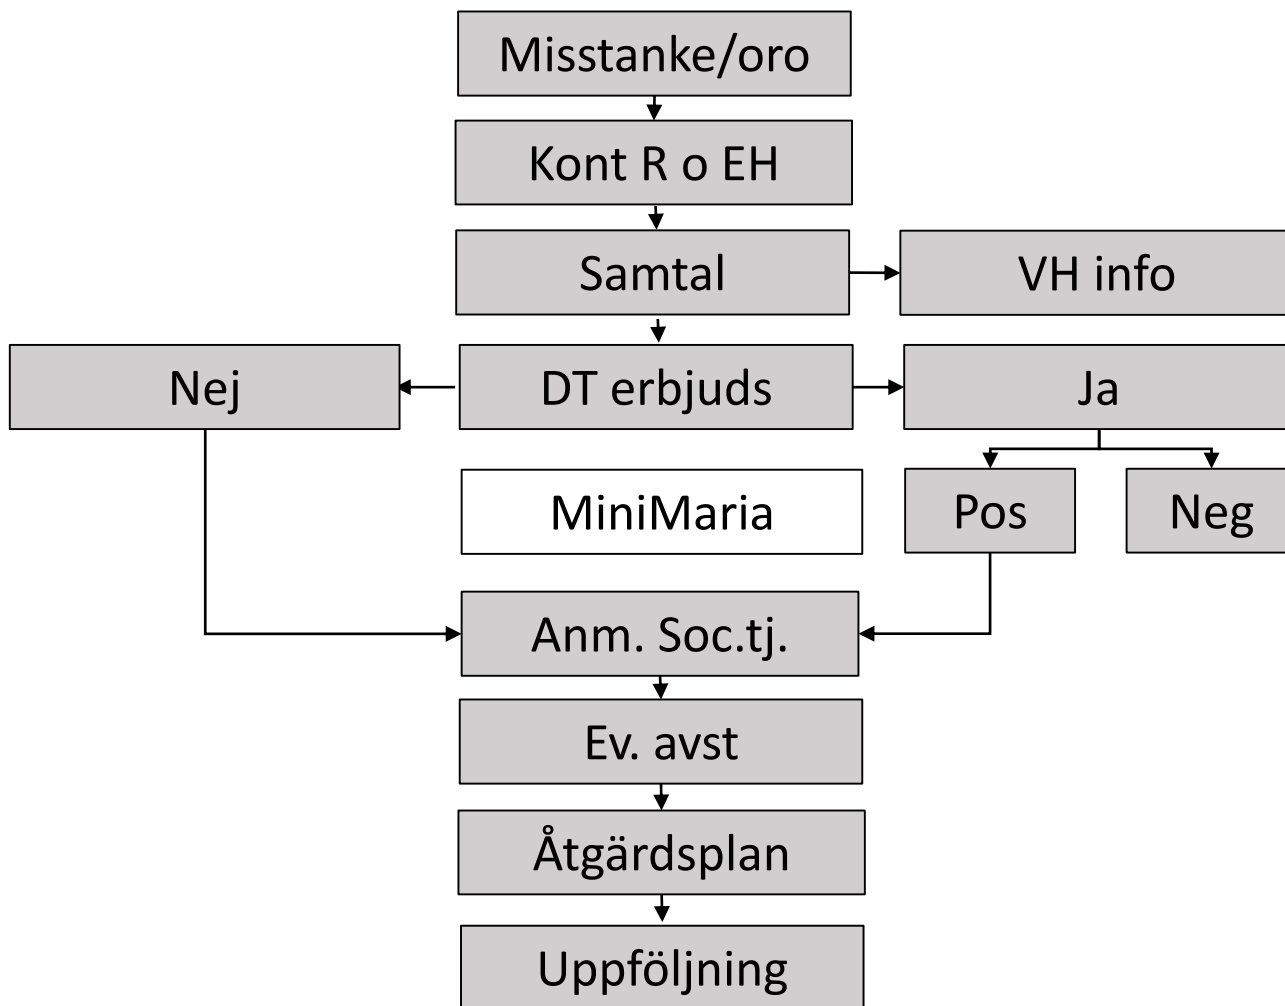 Misstanke/oro
Kont R o EH
Samtal
VH info
Nej
DT erbjuds
Ja
MiniMaria
Pos
Neg
Anm. Soc.tj.
Ev. avst
Åtgärdsplan
Uppföljning